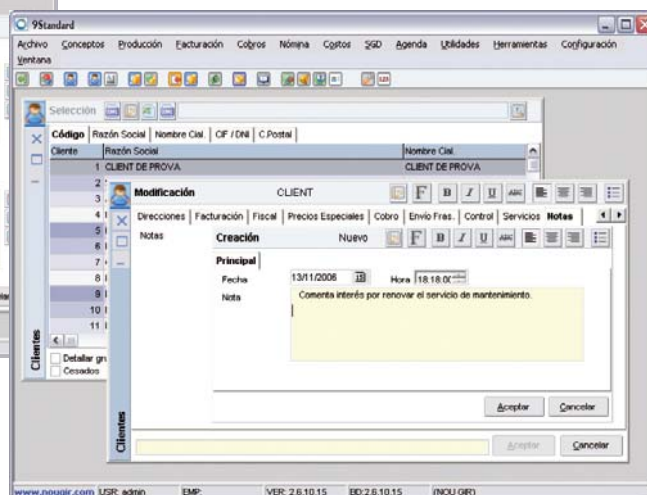 9Standard
Archivo Conceptos Producción Facturación Cobros Nómina Costos SGD Agenda Utilidades Herramientas Configuración
Ventana
Selección
Código Razón Social Nombre Cial. CIF / DNI C.Postal
Cliente Razón Social Nombre Cial.
1 CLIENT DE PROVA CLIENT DE PROVA
2
3
4
5
6
7
8
9
10
11
Detallar
Cesados
Clientes
Modificación CLIENT
F B I U ABC
Direcciones Facturación Fiscal Precios Especiales Cobro Envío Fras. Control Servicios Notas
Notas
Creación Nuevo
F B I U ABC
Principal
Fecha 13/11/2006 Hora 18:18:0
Nota Comenta interés por renovar el servicio de mantenimiento.
Aceptar Cancelar
Aceptar Cancelar
Clientes
www.nougir.com USR: admin EMP: VER: 2.6.10.15 BD:2.6.10.15 (NOU GIR)